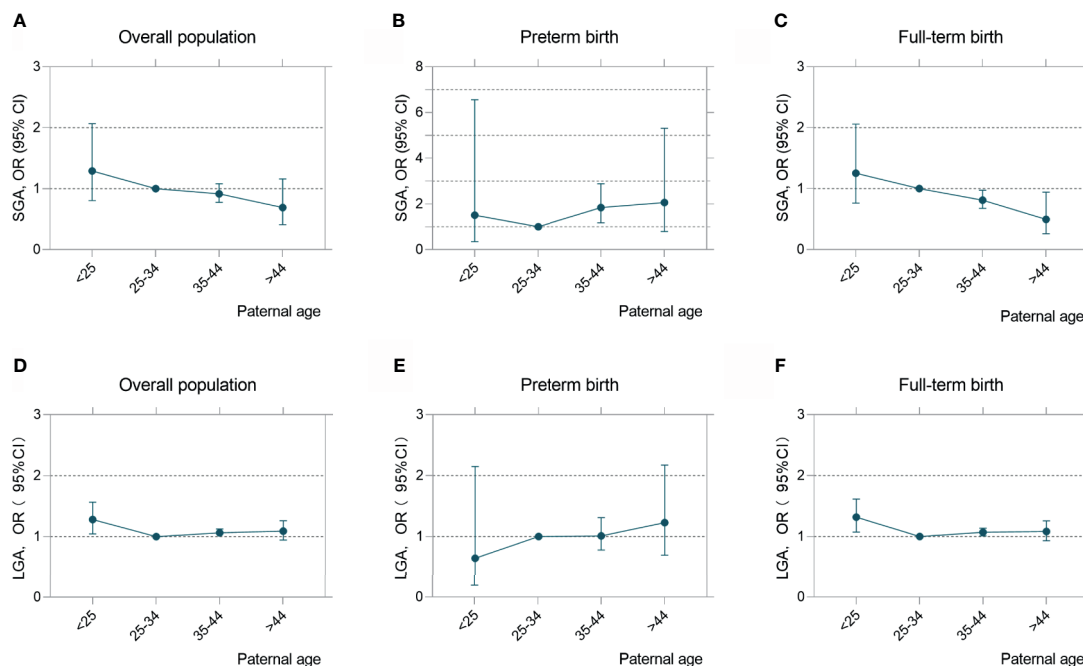 A
Overall population
3
2
1
0
SGA, OR (95% CI)
<25
25-34
35-44
>44
Paternal age
B
Preterm birth
8
6
4
2
0
SGA, OR (95% CI)
<25
25-34
35-44
>44
Paternal age
C
Full-term birth
3
2
1
0
SGA, OR (95% CI)
<25
25-34
35-44
>44
Paternal age
D
Overall population
3
2
1
0
LGA, OR（ 95%CI）
<25
25-34
35-44
>44
Paternal age
E
Preterm birth
3
2
1
0
LGA, OR（ 95%CI）
<25
25-34
35-44
>44
Paternal age
F
Full-term birth
3
2
1
0
LGA, OR（ 95%CI）
<25
25-34
35-44
>44
Paternal age